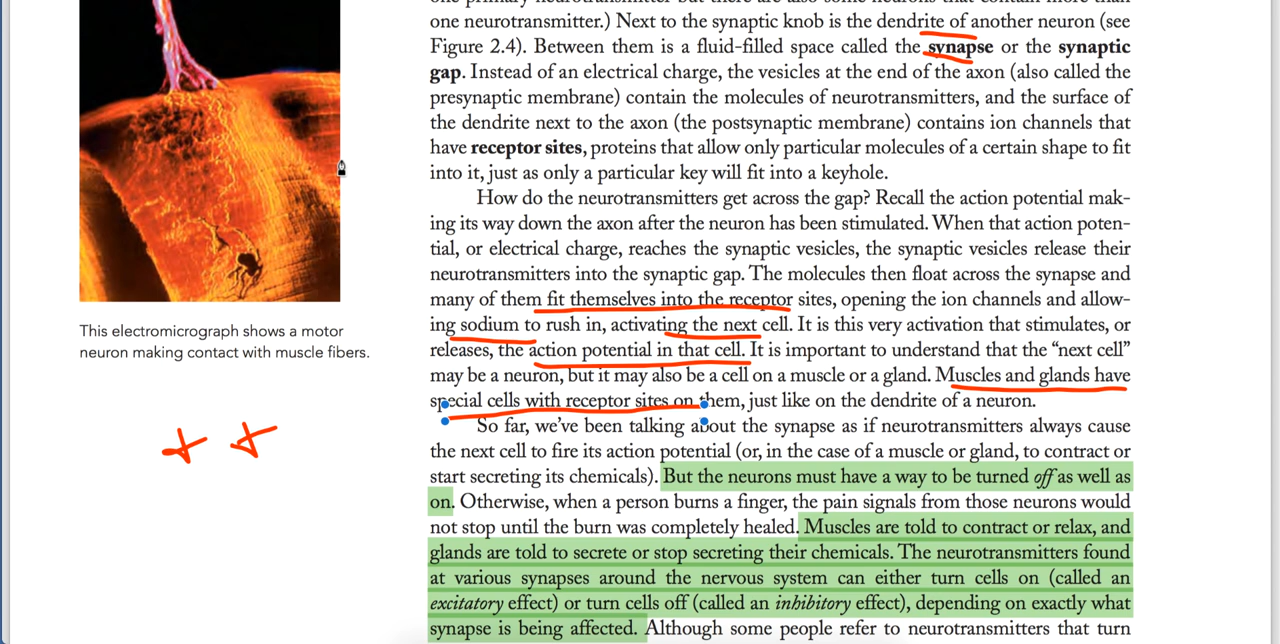 one primary neurotransmitter but there are also some neurons that contain more than
one neurotransmitter.) Next to the synaptic knob is the dendrite of another neuron (see
Figure 2.4). Between them is a fluid-filled space called the synapse or the synaptic
gap. Instead of an electrical charge, the vesicles at the end of the axon (also called the
presynaptic membrane) contain the molecules of neurotransmitters, and the surface of
the dendrite next to the axon (the postsynaptic membrane) contains ion channels that
have receptor sites, proteins that allow only particular molecules of a certain shape to fit
into it, just as only a particular key will fit into a keyhole.
How do the neurotransmitters get across the gap? Recall the action potential mak-
ing its way down the axon after the neuron has been stimulated. When that action poten-
tial, or electrical charge, reaches the synaptic vesicles, the synaptic vesicles release their
neurotransmitters into the synaptic gap. The molecules then float across the synapse and
many of them fit themselves into the receptor sites, opening the ion channels and allow-
ing sodium to rush in, activating the next cell. It is this very activation that stimulates, or
releases, the action potential in that cell. It is important to understand that the “next cell”
may be a neuron, but it may also be a cell on a muscle or a gland. Muscles and glands have
special cells with receptor sites on them, just like on the dendrite of a neuron.
So far, we’ve been talking about the synapse as if neurotransmitters always cause
the next cell to fire its action potential (or, in the case of a muscle or gland, to contract or
start secreting its chemicals). But the neurons must have a way to be turned off as well as
on. Otherwise, when a person burns a finger, the pain signals from those neurons would
not stop until the burn was completely healed. Muscles are told to contract or relax, and
glands are told to secrete or stop secreting their chemicals. The neurotransmitters found
at various synapses around the nervous system can either turn cells on (called an
excitatory effect) or turn cells off (called an inhibitory effect), depending on exactly what
synapse is being affected. Although some people refer to neurotransmitters that turn
This electromicrograph shows a motor
neuron making contact with muscle fibers.
+ +